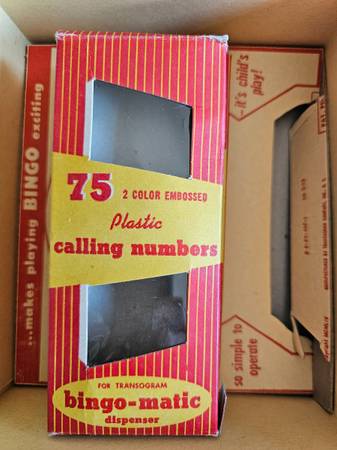 75 2 COLOR EMBOSSED
Plastic
calling numbers
FOR TRANSOGRAM
bingo-matic
dispenser
...makes playing BINGO exciting
-it's child's
play!
so simple to
operate